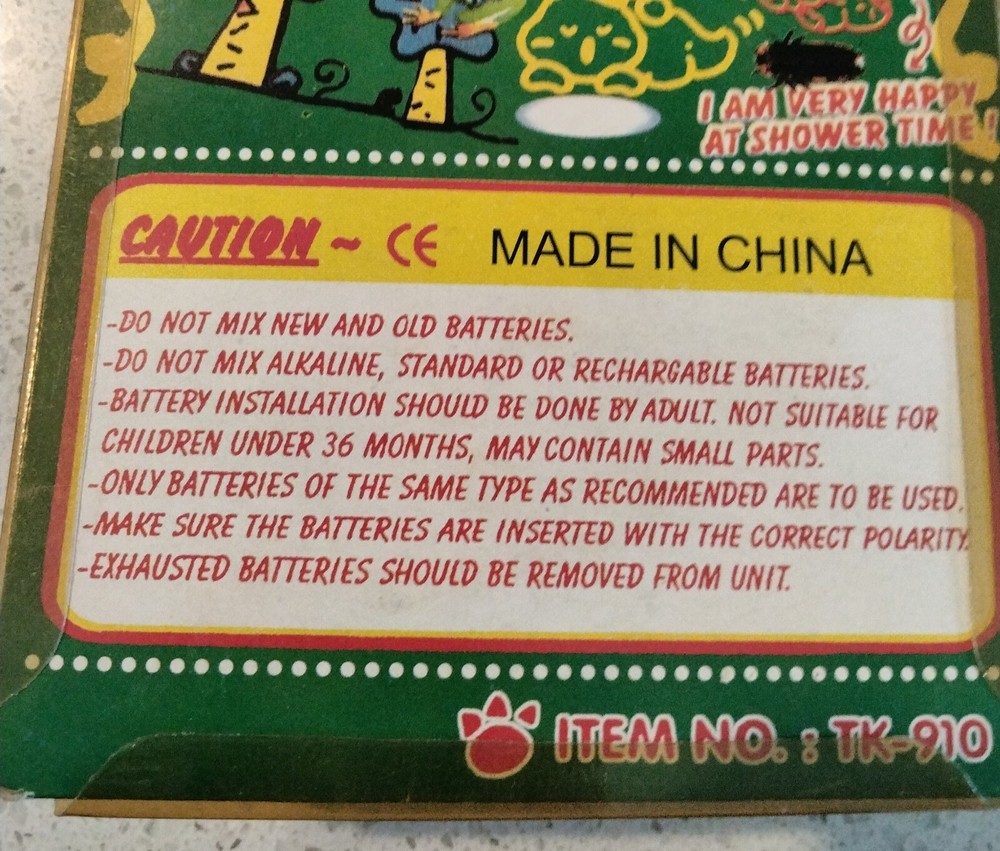 I AM VERY HAPPY
AT SHOWER TIME !
CAUTION ~ CE MADE IN CHINA
-DO NOT MIX NEW AND OLD BATTERIES.
-DO NOT MIX ALKALINE, STANDARD OR RECHARGABLE BATTERIES.
-BATTERY INSTALLATION SHOULD BE DONE BY ADULT. NOT SUITABLE FOR
CHILDREN UNDER 36 MONTHS, MAY CONTAIN SMALL PARTS.
-ONLY BATTERIES OF THE SAME TYPE AS RECOMMENDED ARE TO BE USED.
-MAKE SURE THE BATTERIES ARE INSERTED WITH THE CORRECT POLARITY.
-EXHAUSTED BATTERIES SHOULD BE REMOVED FROM UNIT.
ITEM NO. : TK-910